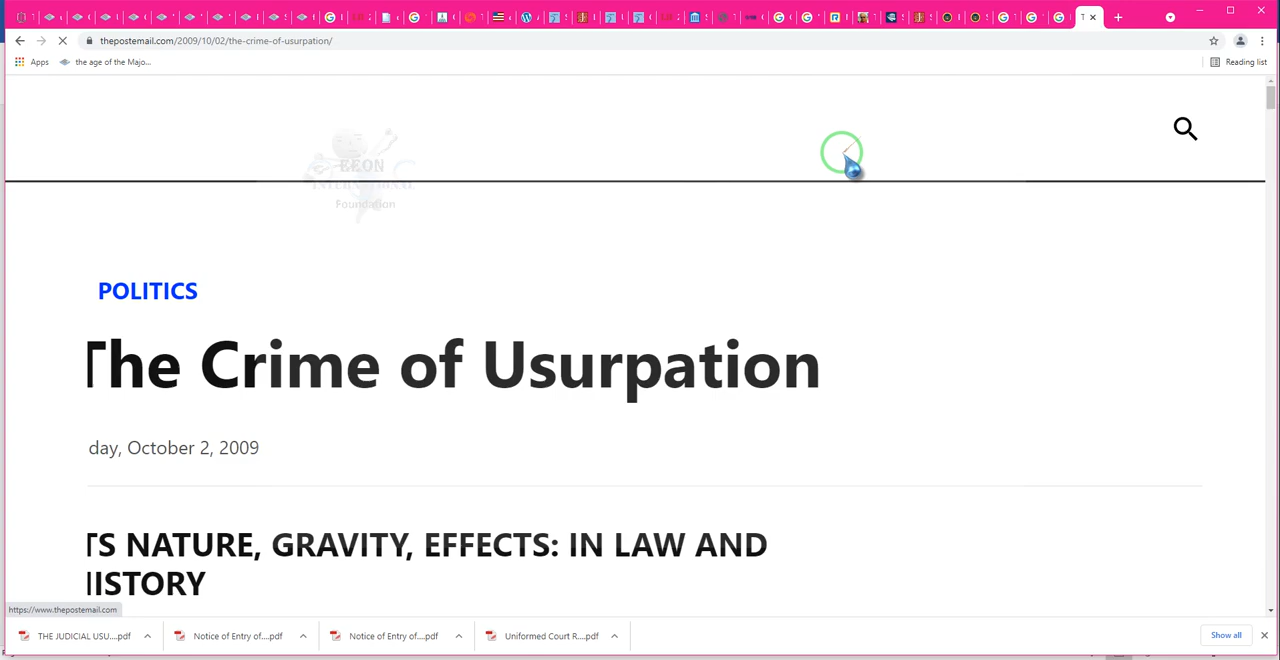 thepostemail.com/2009/10/02/the-crime-of-usurpation/
Apps
the age of the Majo...
Reading list
EEON
INTERNATIONAL
Foundation
POLITICS
The Crime of Usurpation
day, October 2, 2009
TS NATURE, GRAVITY, EFFECTS: IN LAW AND
HISTORY
https://www.thepostemail.com
THE JUDICIAL USU....pdf
Notice of Entry of....pdf
Notice of Entry of....pdf
Uniformed Court R....pdf
Show all